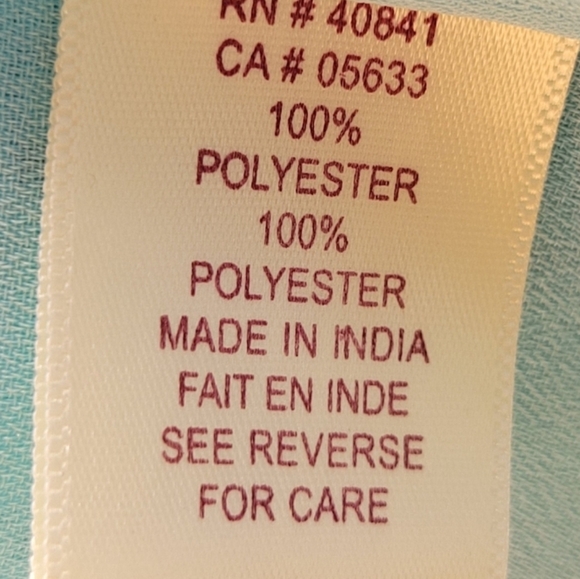 RN # 40841
CA # 05633
100%
POLYESTER
100%
POLYESTER
MADE IN INDIA
FAIT EN INDE
SEE REVERSE
FOR CARE